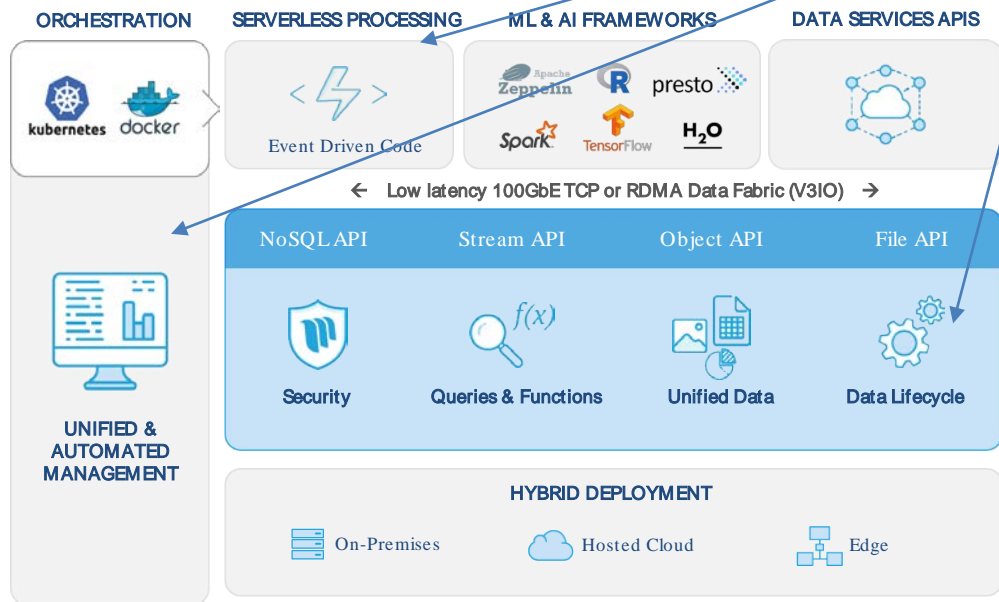 ORCHESTRATION
SERVERLESS PROCESSING
ML & AI FRAMEWORKS
DATA SERVICES APIS
kubernetes
docker
< >
Event Driven Code
Apache
Zeppelin
R
presto
Spark
TensorFlow
H2O
← Low latency 100GbE TCP or RDMA Data Fabric (V3IO) →
NoSQL API
Stream API
Object API
File API
f(x)
Security
Queries & Functions
Unified Data
Data Lifecycle
UNIFIED &
AUTOMATED
MANAGEMENT
HYBRID DEPLOYMENT
On-Premises
Hosted Cloud
Edge